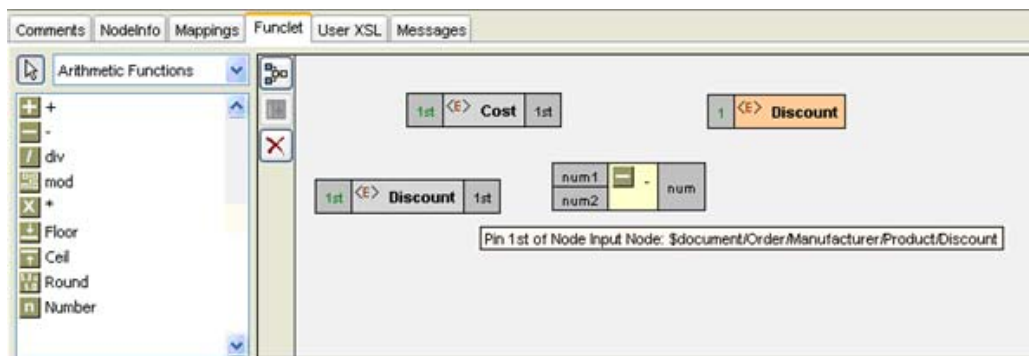 Comments NodeInfo Mappings Funclet User XSL Messages
Arithmetic Functions
+
-
div
mod
*
Floor
Ceil
Round
Number
1st <E> Cost 1st
1 <E> Discount
1st <E> Discount 1st
num1 - num
num2
Pin 1st of Node Input Node: $document/Order/Manufacturer/Product/Discount